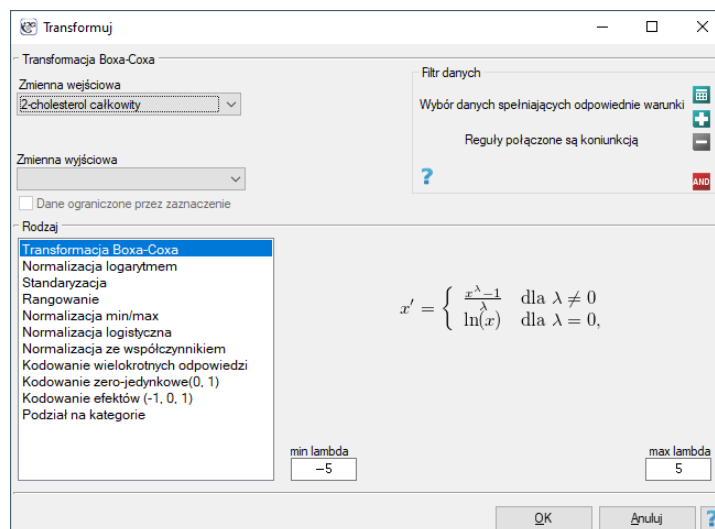 Transformuj
Transformacja Boxa-Coxa
Zmienna wejściowa
2-cholesterol całkowity
Filtr danych
Wybór danych spełniających odpowiednie warunki
Reguły połączone są koniunkcją
?
AND
Zmienna wyjściowa
Dane ograniczone przez zaznaczenie
Rodzaj
Transformacja Boxa-Coxa
Normalizacja logarytmem
Standaryzacja
Rangowanie
Normalizacja min/max
Normalizacja logistyczna
Normalizacja ze współczynnikiem
Kodowanie wielokrotnych odpowiedzi
Kodowanie zero-jedynkowe(0, 1)
Kodowanie efektów (-1, 0, 1)
Podział na kategorie
x′ = { (x^λ−1)/λ dla λ ≠ 0
ln(x) dla λ = 0,
min lambda
−5
max lambda
5
OK
Anuluj
?